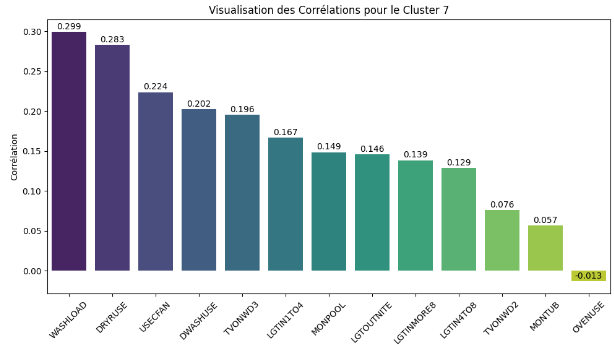 Visualisation des Corrélations pour le Cluster 7
Corrélation
0.30
0.25
0.20
0.15
0.10
0.05
0.00
0.299
0.283
0.224
0.202
0.196
0.167
0.149
0.146
0.139
0.129
0.076
0.057
-0.013
WASHLOAD
DRYRUSE
USECFAN
DWASHUSE
TVONWD3
LGTIN1TO4
MONPOOL
LGTOUTNITE
LGTINMORE8
LGTIN4TO8
TVONWD2
MONTUB
OVENUSE